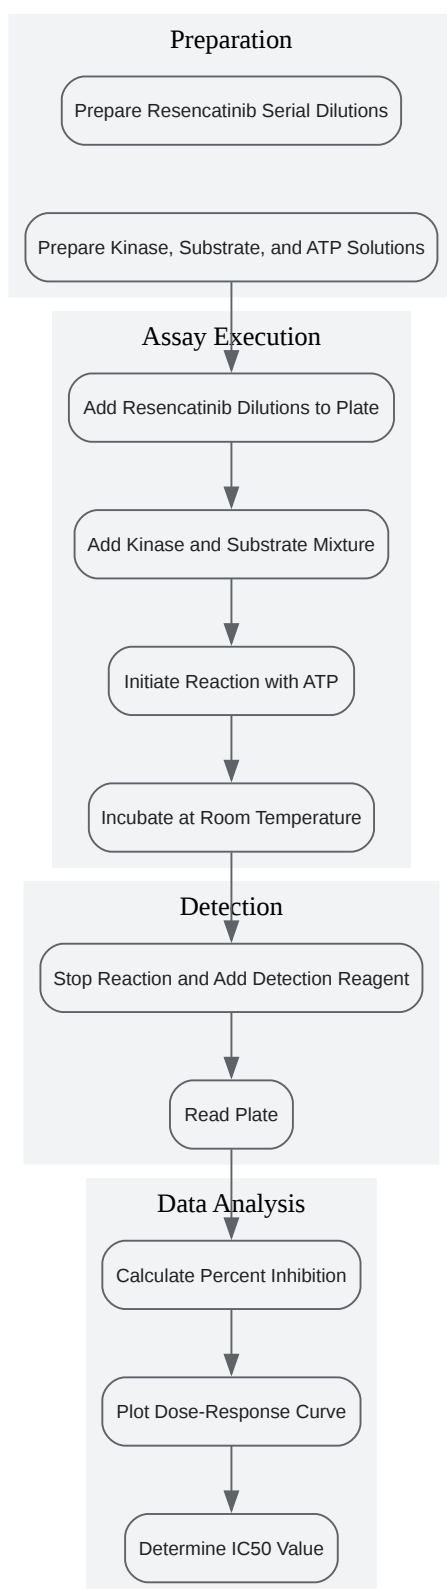 Preparation
Prepare Resencatinib Serial Dilutions
Prepare Kinase, Substrate, and ATP Solutions
Assay Execution
Add Resencatinib Dilutions to Plate
Add Kinase and Substrate Mixture
Initiate Reaction with ATP
Incubate at Room Temperature
Detection
Stop Reaction and Add Detection Reagent
Read Plate
Data Analysis
Calculate Percent Inhibition
Plot Dose-Response Curve
Determine IC50 Value